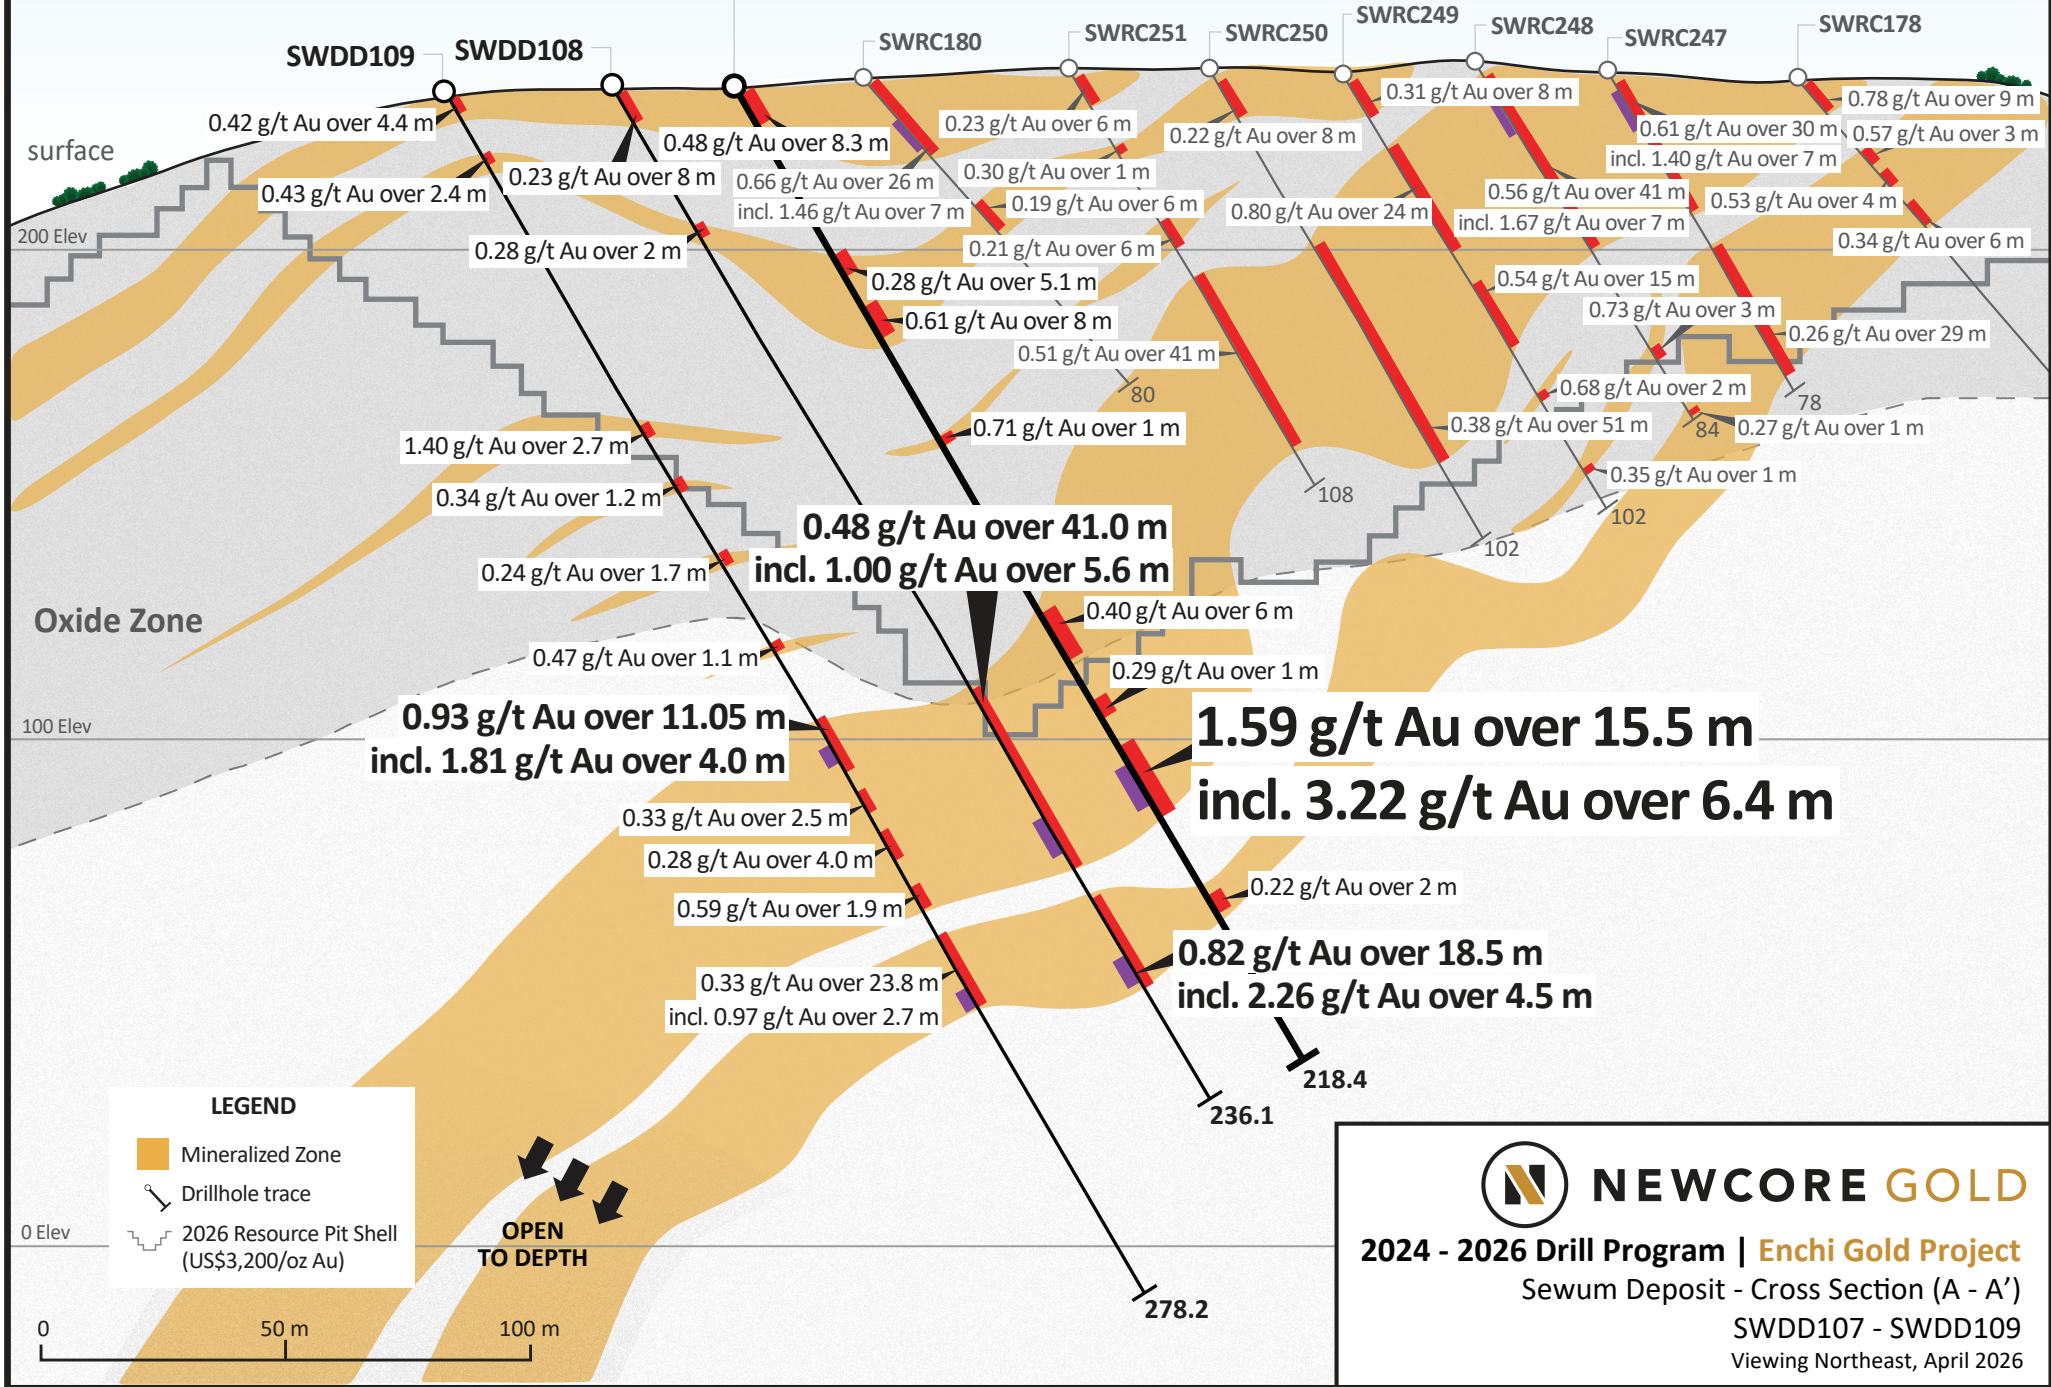 SWDD109
SWDD108
SWRC180
SWRC251
SWRC250
SWRC249
SWRC248
SWRC247
SWRC178
surface
0.42 g/t Au over 4.4 m
0.43 g/t Au over 2.4 m
0.23 g/t Au over 8 m
0.28 g/t Au over 2 m
0.48 g/t Au over 8.3 m
0.66 g/t Au over 26 m
incl. 1.46 g/t Au over 7 m
0.23 g/t Au over 6 m
0.30 g/t Au over 1 m
0.19 g/t Au over 6 m
0.21 g/t Au over 6 m
0.22 g/t Au over 8 m
0.31 g/t Au over 8 m
0.80 g/t Au over 24 m
0.61 g/t Au over 30 m
incl. 1.40 g/t Au over 7 m
0.56 g/t Au over 41 m
incl. 1.67 g/t Au over 7 m
0.78 g/t Au over 9 m
0.57 g/t Au over 3 m
0.53 g/t Au over 4 m
0.34 g/t Au over 6 m
200 Elev
0.28 g/t Au over 5.1 m
0.61 g/t Au over 8 m
0.51 g/t Au over 41 m
0.54 g/t Au over 15 m
0.73 g/t Au over 3 m
0.26 g/t Au over 29 m
80
0.68 g/t Au over 2 m
78
0.71 g/t Au over 1 m
0.38 g/t Au over 51 m
84
0.27 g/t Au over 1 m
1.40 g/t Au over 2.7 m
0.34 g/t Au over 1.2 m
0.35 g/t Au over 1 m
108
102
102
0.48 g/t Au over 41.0 m
incl. 1.00 g/t Au over 5.6 m
0.24 g/t Au over 1.7 m
Oxide Zone
0.40 g/t Au over 6 m
0.47 g/t Au over 1.1 m
0.29 g/t Au over 1 m
0.93 g/t Au over 11.05 m
incl. 1.81 g/t Au over 4.0 m
100 Elev
1.59 g/t Au over 15.5 m
incl. 3.22 g/t Au over 6.4 m
0.33 g/t Au over 2.5 m
0.28 g/t Au over 4.0 m
0.59 g/t Au over 1.9 m
0.22 g/t Au over 2 m
0.82 g/t Au over 18.5 m
incl. 2.26 g/t Au over 4.5 m
0.33 g/t Au over 23.8 m
incl. 0.97 g/t Au over 2.7 m
218.4
236.1
278.2
LEGEND
Mineralized Zone
Drillhole trace
2026 Resource Pit Shell
(US$3,200/oz Au)
0 Elev
OPEN
TO DEPTH
0
50 m
100 m
NEWCORE GOLD
2024 - 2026 Drill Program | Enchi Gold Project
Sewum Deposit - Cross Section (A - A’)
SWDD107 - SWDD109
Viewing Northeast, April 2026